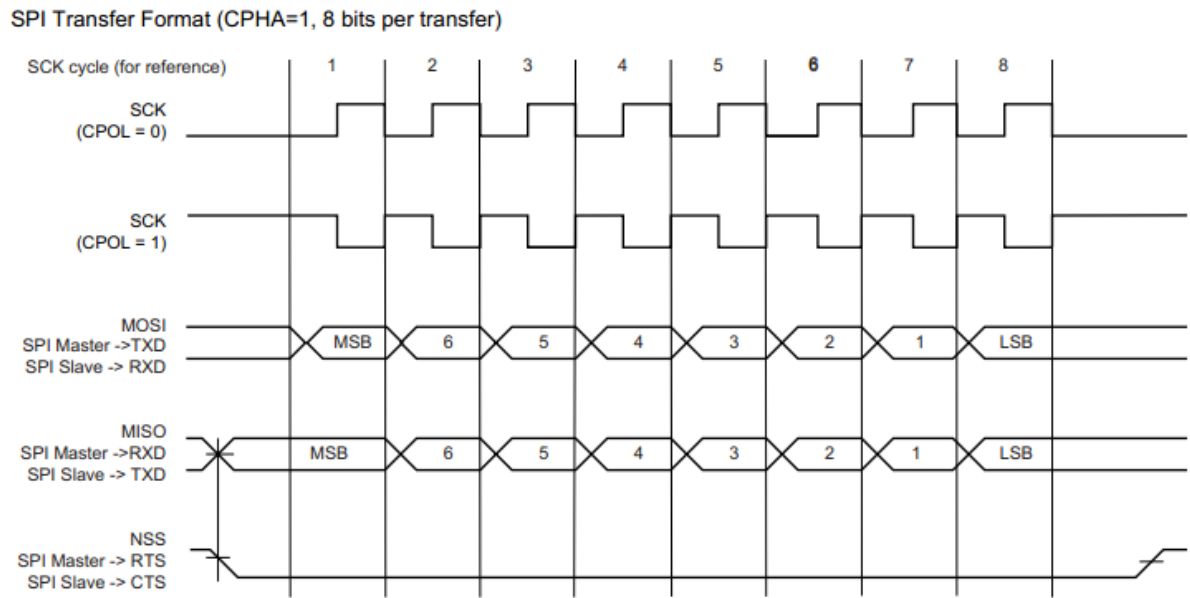 SPI Transfer Format (CPHA=1, 8 bits per transfer)
SCK cycle (for reference) 1 2 3 4 5 6 7 8
SCK
(CPOL = 0)
SCK
(CPOL = 1)
MOSI
SPI Master ->TXD
SPI Slave -> RXD
MSB 6 5 4 3 2 1 LSB
MISO
SPI Master ->RXD
SPI Slave -> TXD
MSB 6 5 4 3 2 1 LSB
NSS
SPI Master -> RTS
SPI Slave -> CTS